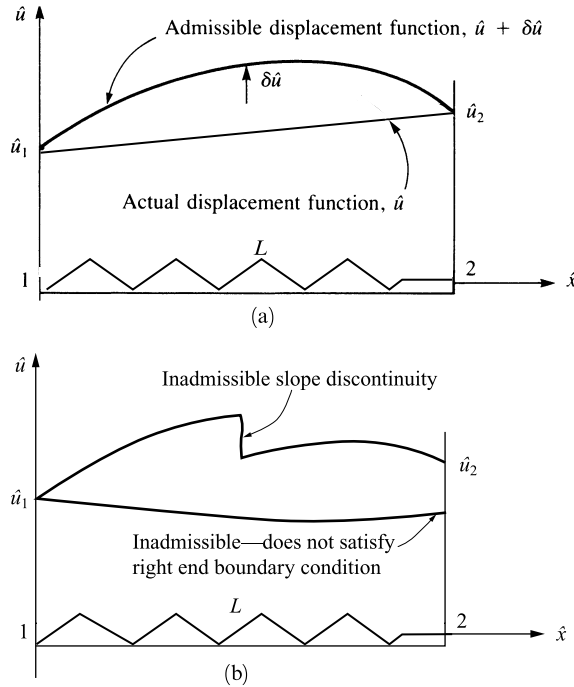 û
Admissible displacement function, û + δû
δû
û₂
û₁
Actual displacement function, û
L
1
2
x̂
(a)
û
Inadmissible slope discontinuity
û₂
û₁
Inadmissible—does not satisfy
right end boundary condition
L
1
2
x̂
(b)